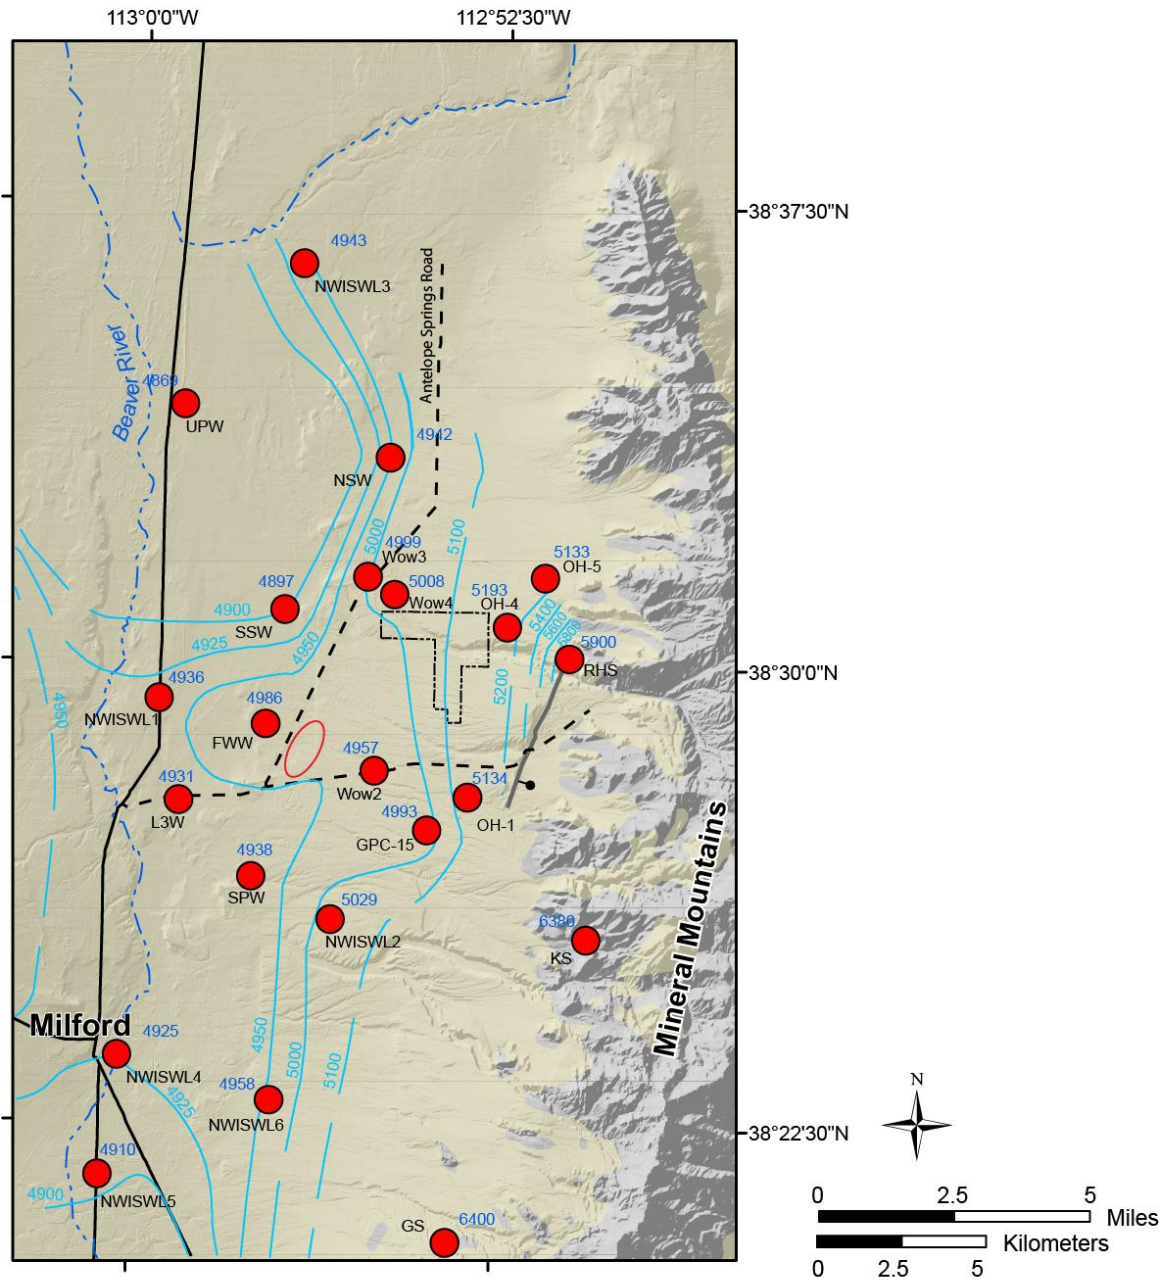 113°0'0"W
112°52'30"W
38°37'30"N
4943
NWISWL3
Antelope Springs Road
Beaver River
4869
UPW
4942
NSW
5000
5100
4999
Wow3
5133
OH-5
4897
5008
Wow4
5193
OH-4
4900
SSW
5400
5600
5800
4925
4950
5900
RHS
38°30'0"N
4936
NWISWL1
4950
4986
FWW
5200
4957
Wow2
4931
L3W
5134
OH-1
4993
GPC-15
4938
SPW
5029
NWISWL2
6380
KS
Mineral Mountains
Milford
4925
NWISWL4
4950
5000
5100
4925
4958
NWISWL6
38°22'30"N
4910
NWISWL5
4900
GS
6400
N
0 2.5 5
Miles
Kilometers
0 2.5 5